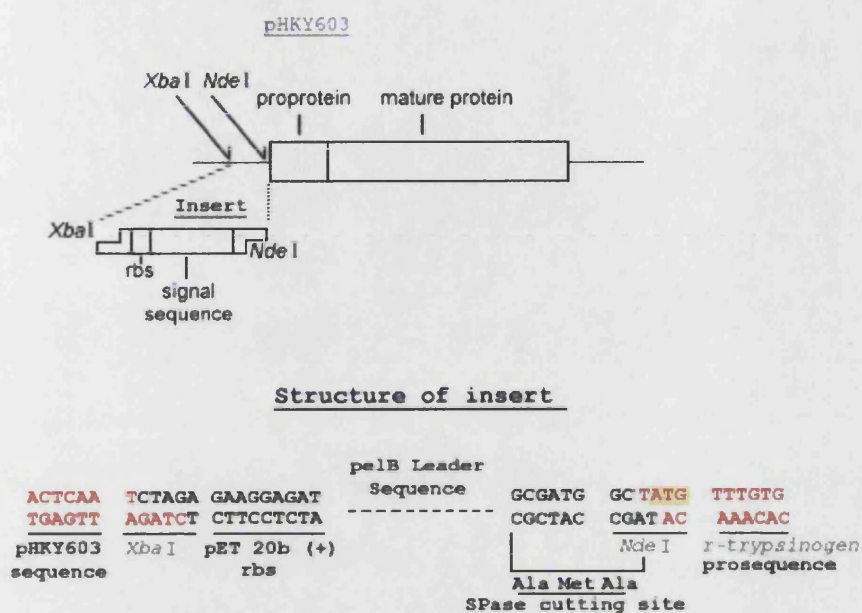 pHKY603
XbaI NdeI
proprotein mature protein
Insert
XbaI
NdeI
rbs
signal
sequence
Structure of insert
pelB Leader
Sequence
ACTCAA TCTAGA GAAGGAGAT GCGATG GCTATG TTTGTG
TGAGTT AGATCT CTTCCTCTA CGCTAC CGATAC AAACAC
pHKY603 XbaI pET 20b (+) NdeI r-trypsinogen
sequence rbs prosequence
Ala Met Ala
SPase cutting site